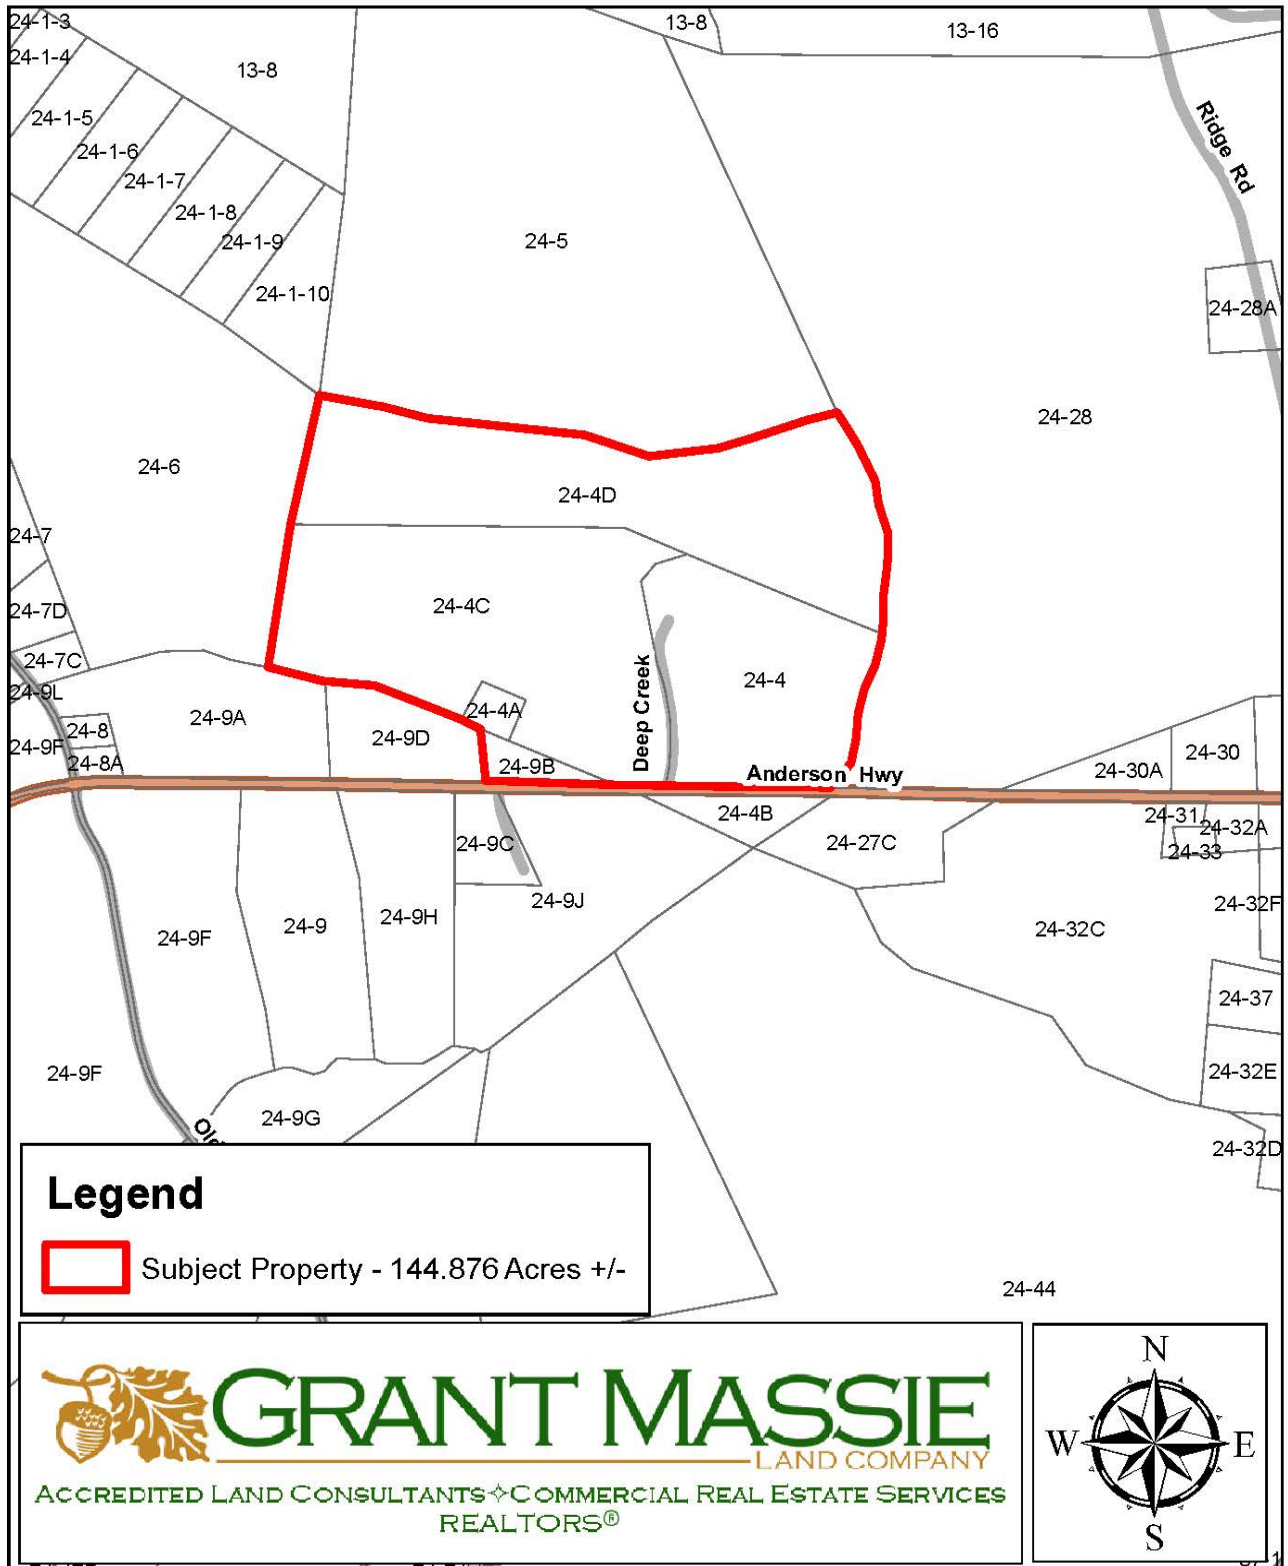 24-1-3
13-8
13-16
24-1-4
13-8
24-1-5
Ridge Rd
24-1-6
24-1-7
24-1-8
24-1-9
24-5
24-1-10
24-28A
24-28
24-6
24-4D
24-7
24-7D
24-4C
24-7C
24-4
24-9L
Deep Creek
24-4A
24-9A
24-8
24-9D
24-9F
24-30
24-8A
24-9B
Anderson Hwy
24-30A
24-4B
24-31
24-32A
24-9C
24-27C
24-33
24-9J
24-32F
24-9H
24-9
24-9F
24-32C
24-37
24-9F
24-32E
24-9G
Old
24-32D
Legend
Subject Property - 144.876 Acres +/-
24-44
GRANT MASSIE
LAND COMPANY
ACCREDITED LAND CONSULTANTS✧COMMERCIAL REAL ESTATE SERVICES
REALTORS®
N
W
E
S